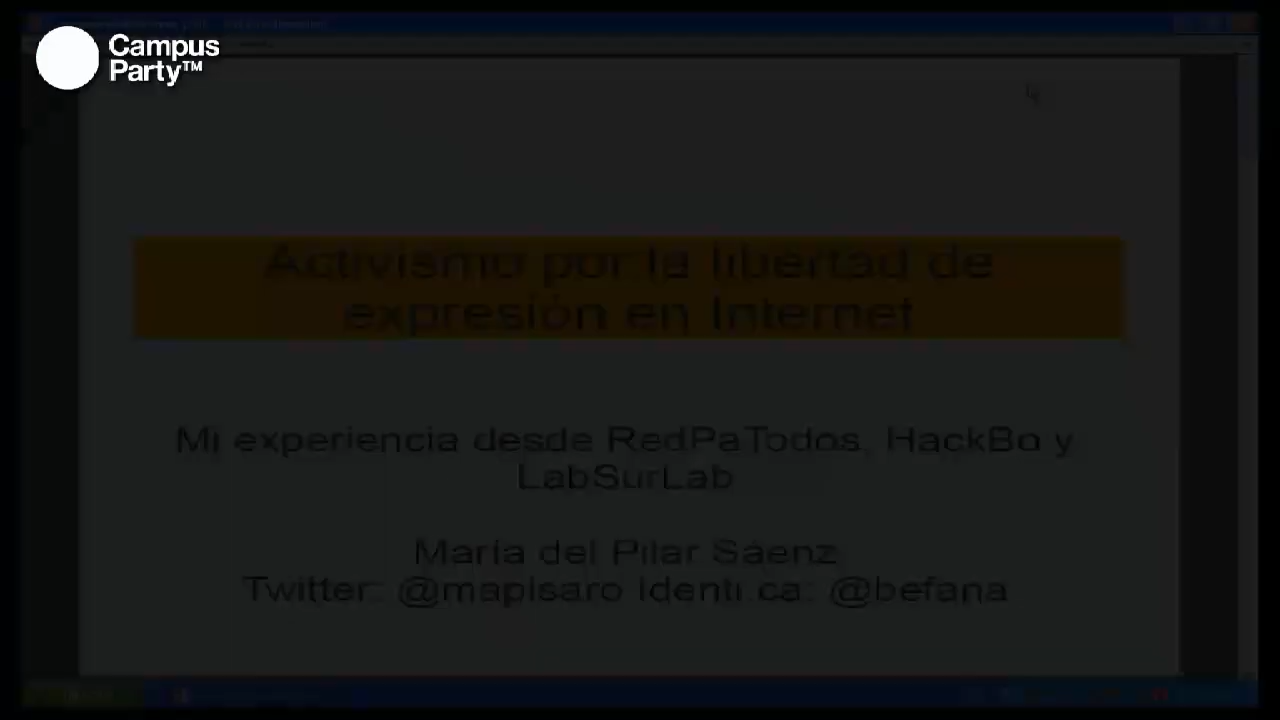 Campus
Party™
Activismo por la libertad de
expresión en Internet
Mi experiencia desde RedPaTodos, HackBo y
LabSurLab
María del Pilar Sáenz
Twitter: @mapisaro Identi.ca: @befana